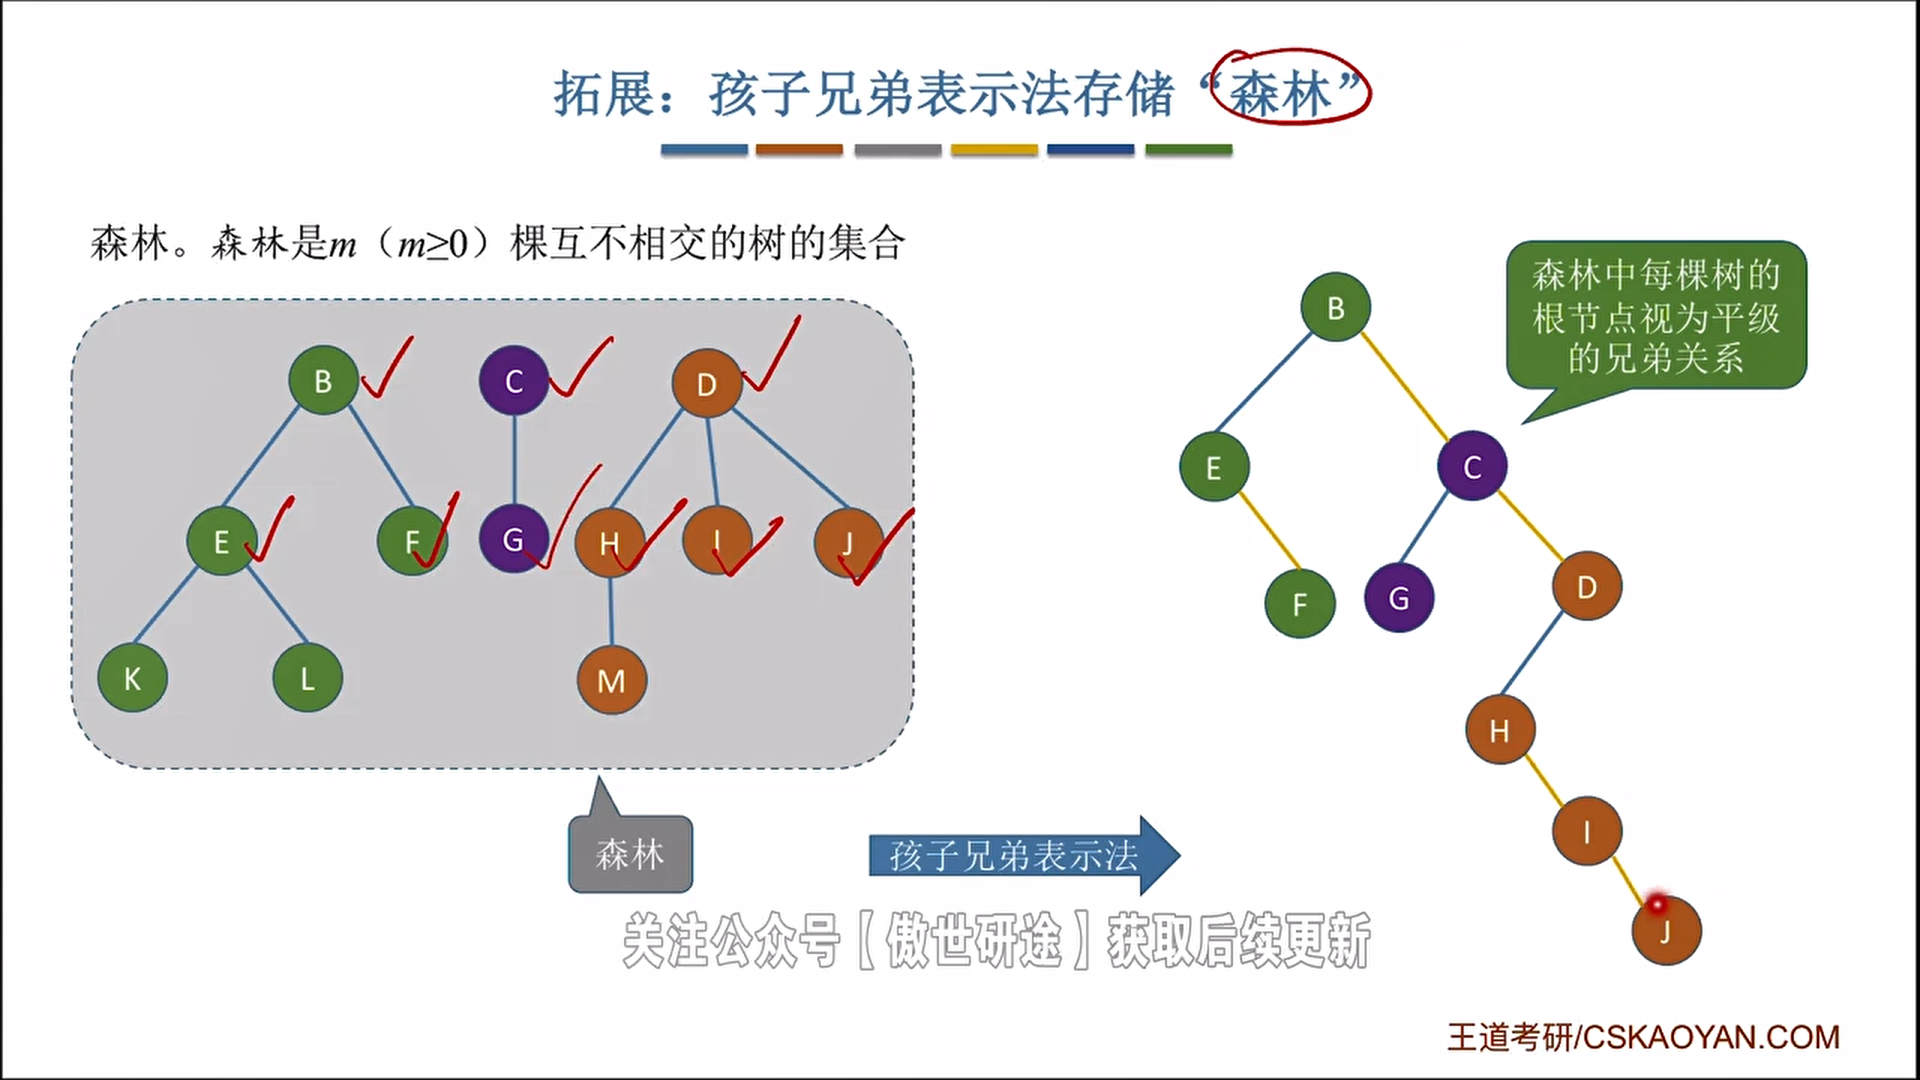 拓展：孩子兄弟表示法存储“森林”
森林。森林是m（m≥0）棵互不相交的树的集合
森林中每棵树的
根节点视为平级
的兄弟关系
B
C
D
E
F
G
H
I
J
K
L
M
森林
孩子兄弟表示法
B
E
C
F
G
D
H
I
J
关注公众号【傲世研途】获取后续更新
王道考研/CSKAOYAN.COM